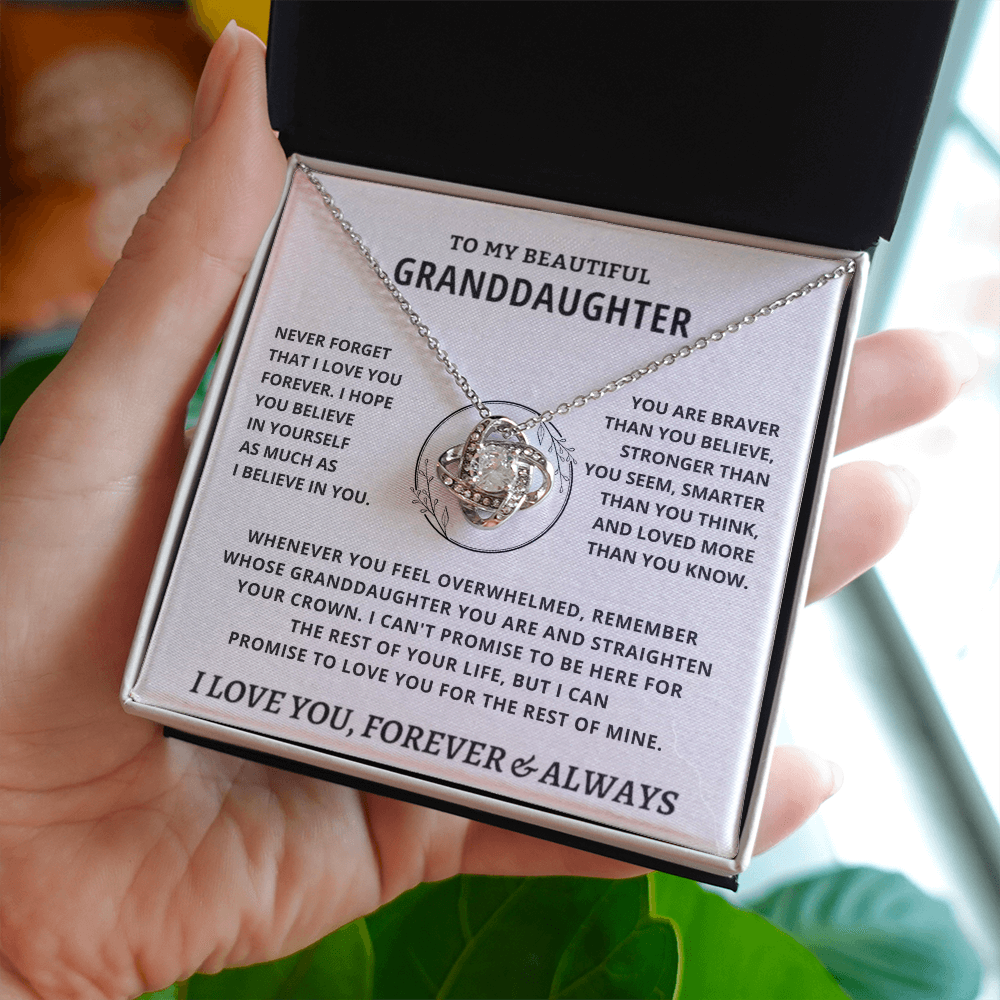 TO MY BEAUTIFUL
GRANDDAUGHTER
NEVER FORGET
THAT I LOVE YOU
FOREVER. I HOPE
YOU BELIEVE
IN YOURSELF
AS MUCH AS
I BELIEVE IN YOU.
YOU ARE BRAVER
THAN YOU BELIEVE,
STRONGER THAN
YOU SEEM, SMARTER
THAN YOU THINK,
AND LOVED MORE
THAN YOU KNOW.
WHENEVER YOU FEEL OVERWHELMED, REMEMBER
WHOSE GRANDDAUGHTER YOU ARE AND STRAIGHTEN
YOUR CROWN. I CAN'T PROMISE TO BE HERE FOR
THE REST OF YOUR LIFE, BUT I CAN
PROMISE TO LOVE YOU FOR THE REST OF MINE.
I LOVE YOU, FOREVER & ALWAYS